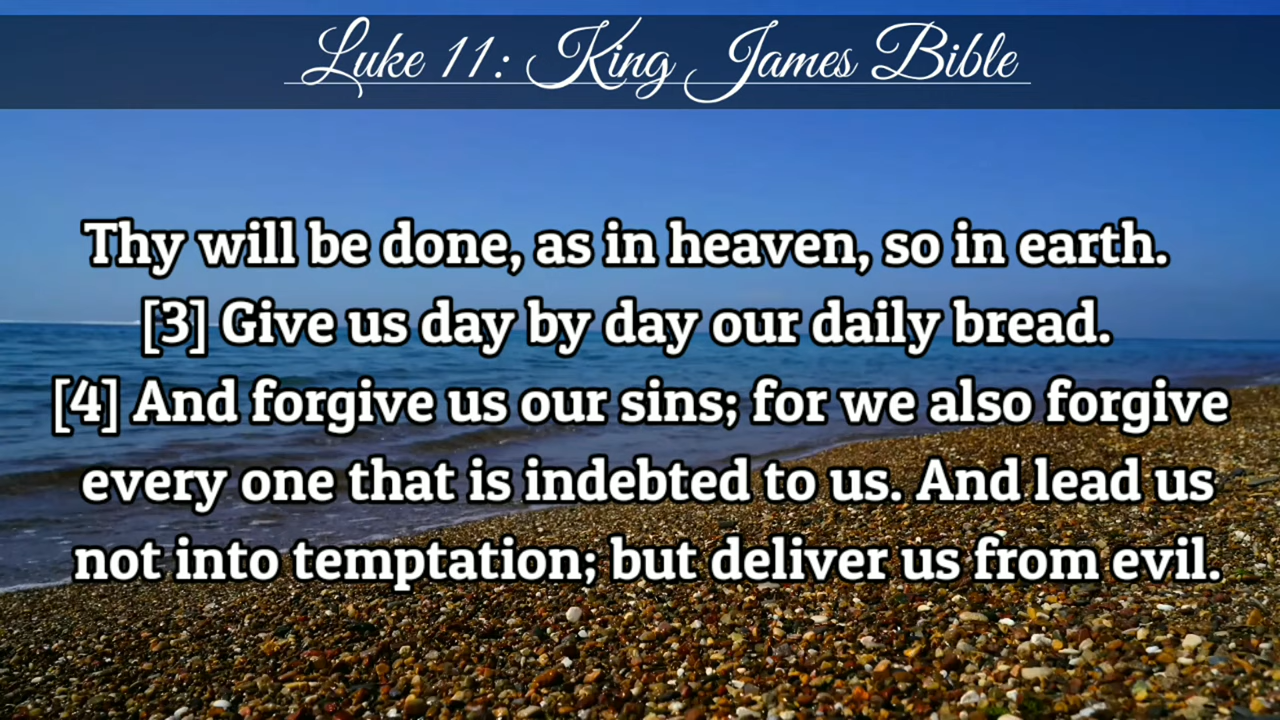 Luke 11: King James Bible
Thy will be done, as in heaven, so in earth.
[3] Give us day by day our daily bread.
[4] And forgive us our sins; for we also forgive
every one that is indebted to us. And lead us
not into temptation; but deliver us from evil.